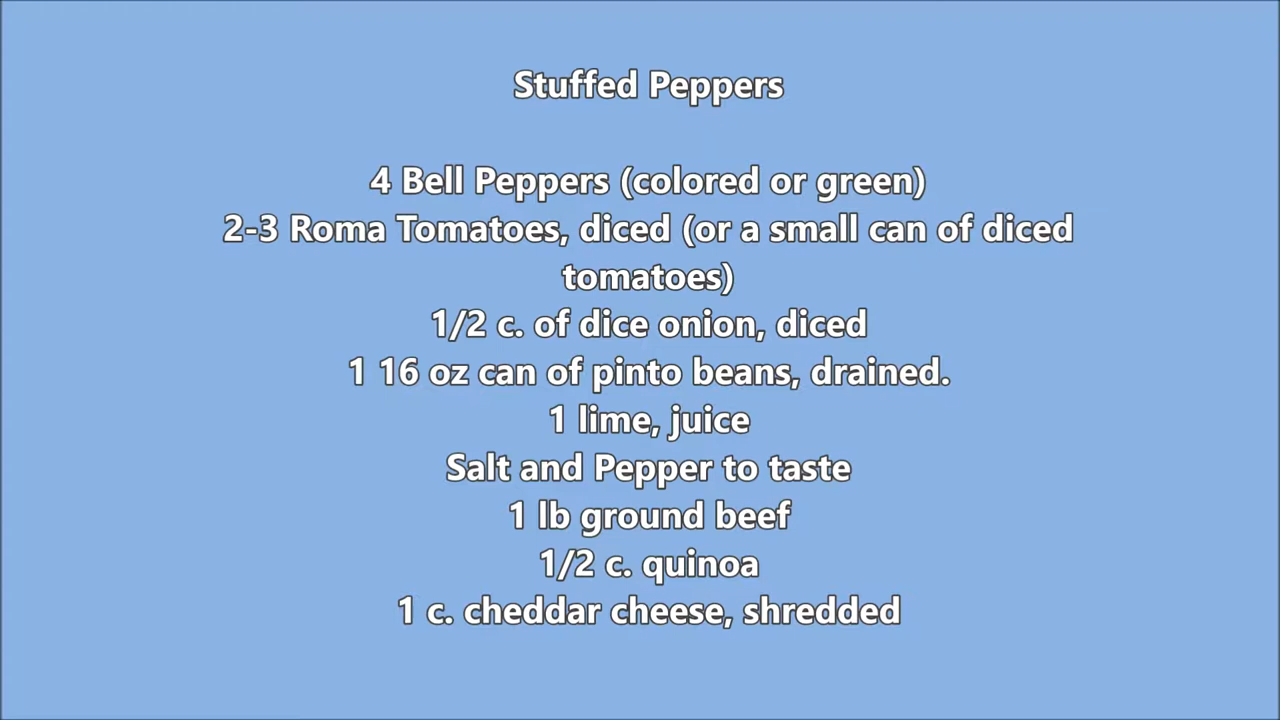 Stuffed Peppers
4 Bell Peppers (colored or green)
2-3 Roma Tomatoes, diced (or a small can of diced
tomatoes)
1/2 c. of dice onion, diced
1 16 oz can of pinto beans, drained.
1 lime, juice
Salt and Pepper to taste
1 lb ground beef
1/2 c. quinoa
1 c. cheddar cheese, shredded